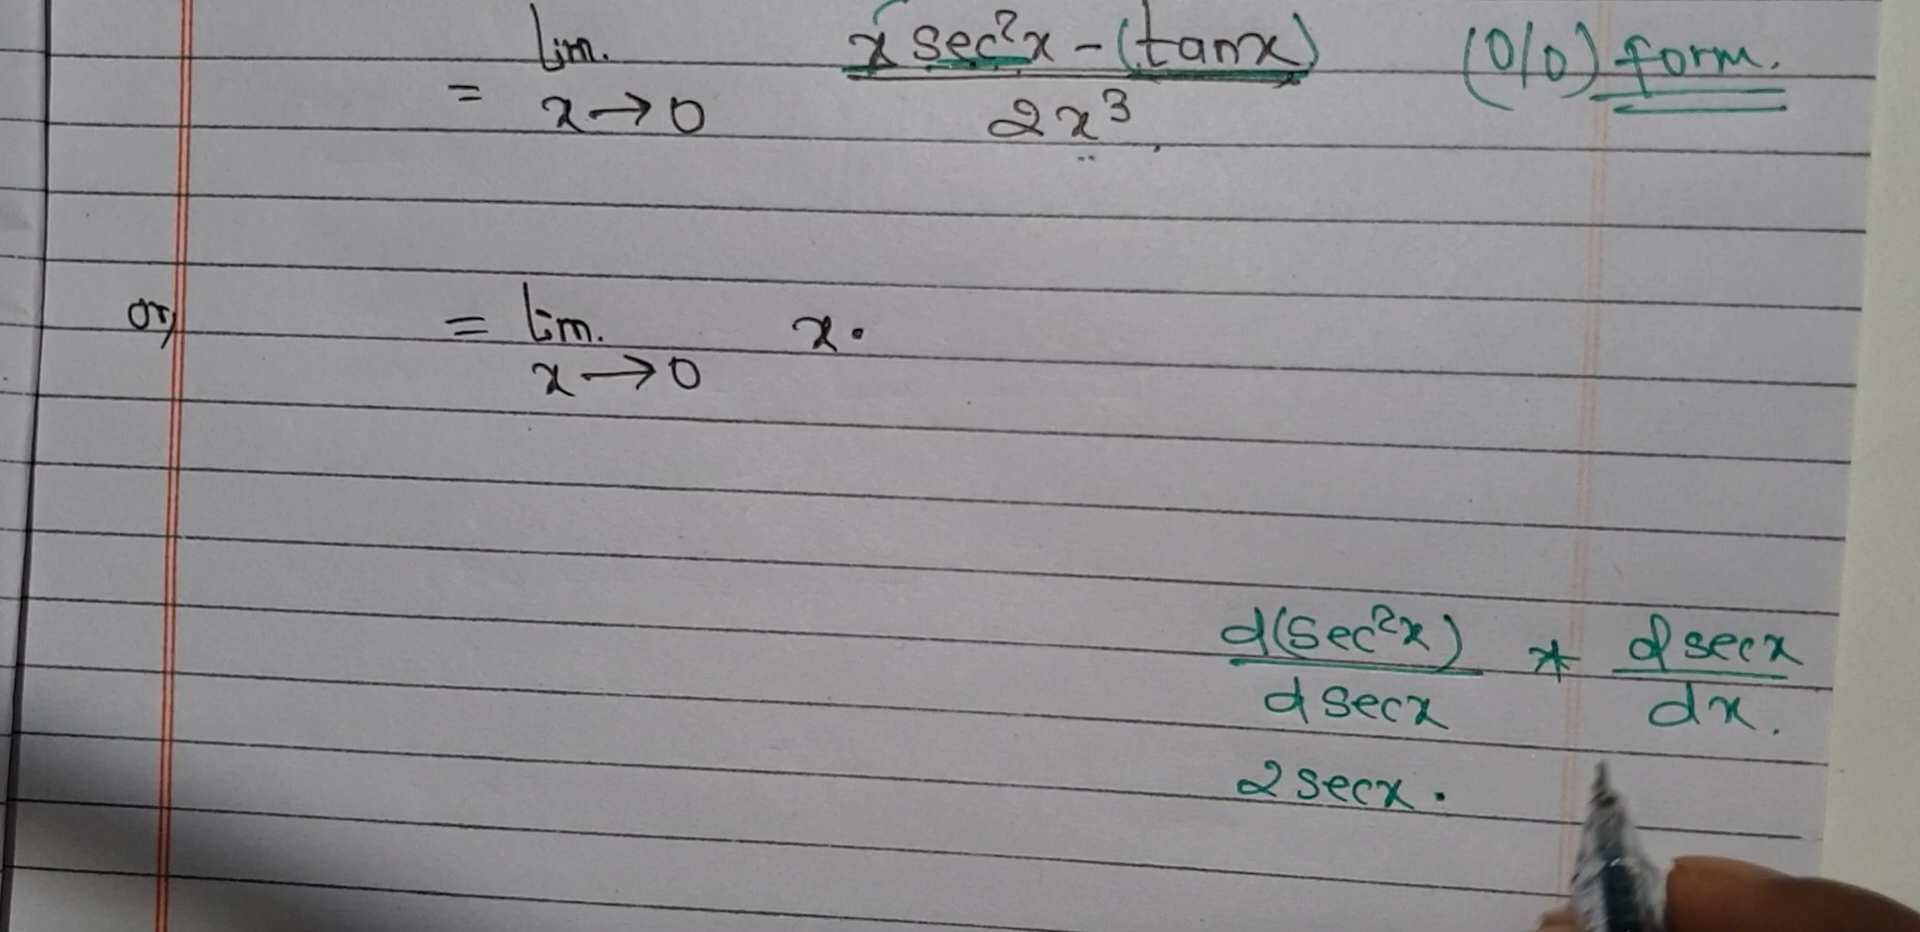 = lim. x→0 x sec²x - (tanx) / 2x³ (0/0) form.
or, = lim. x→0 x.
d(sec²x) / d secx * d secx / dx.
2 secx .